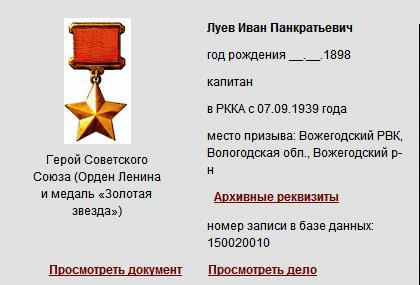 Луев Иван Панкратьевич
год рождения __.__.1898
капитан
в РККА с 07.09.1939 года
место призыва: Вожегодский РВК,
Вологодская обл., Вожегодский р-
н
Архивные реквизиты
номер записи в базе данных:
150020010
Герой Советского
Союза (Орден Ленина
и медаль «Золотая
звезда»)
Просмотреть документ
Просмотреть дело